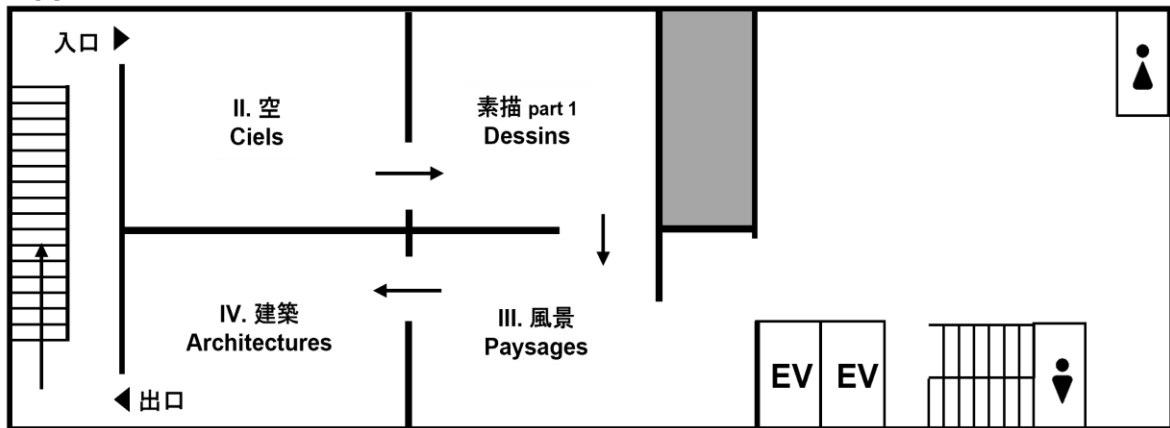 入口
II. 空
Ciels
素描 part 1
Dessins
IV. 建築
Architectures
III. 風景
Paysages
出口
EV EV